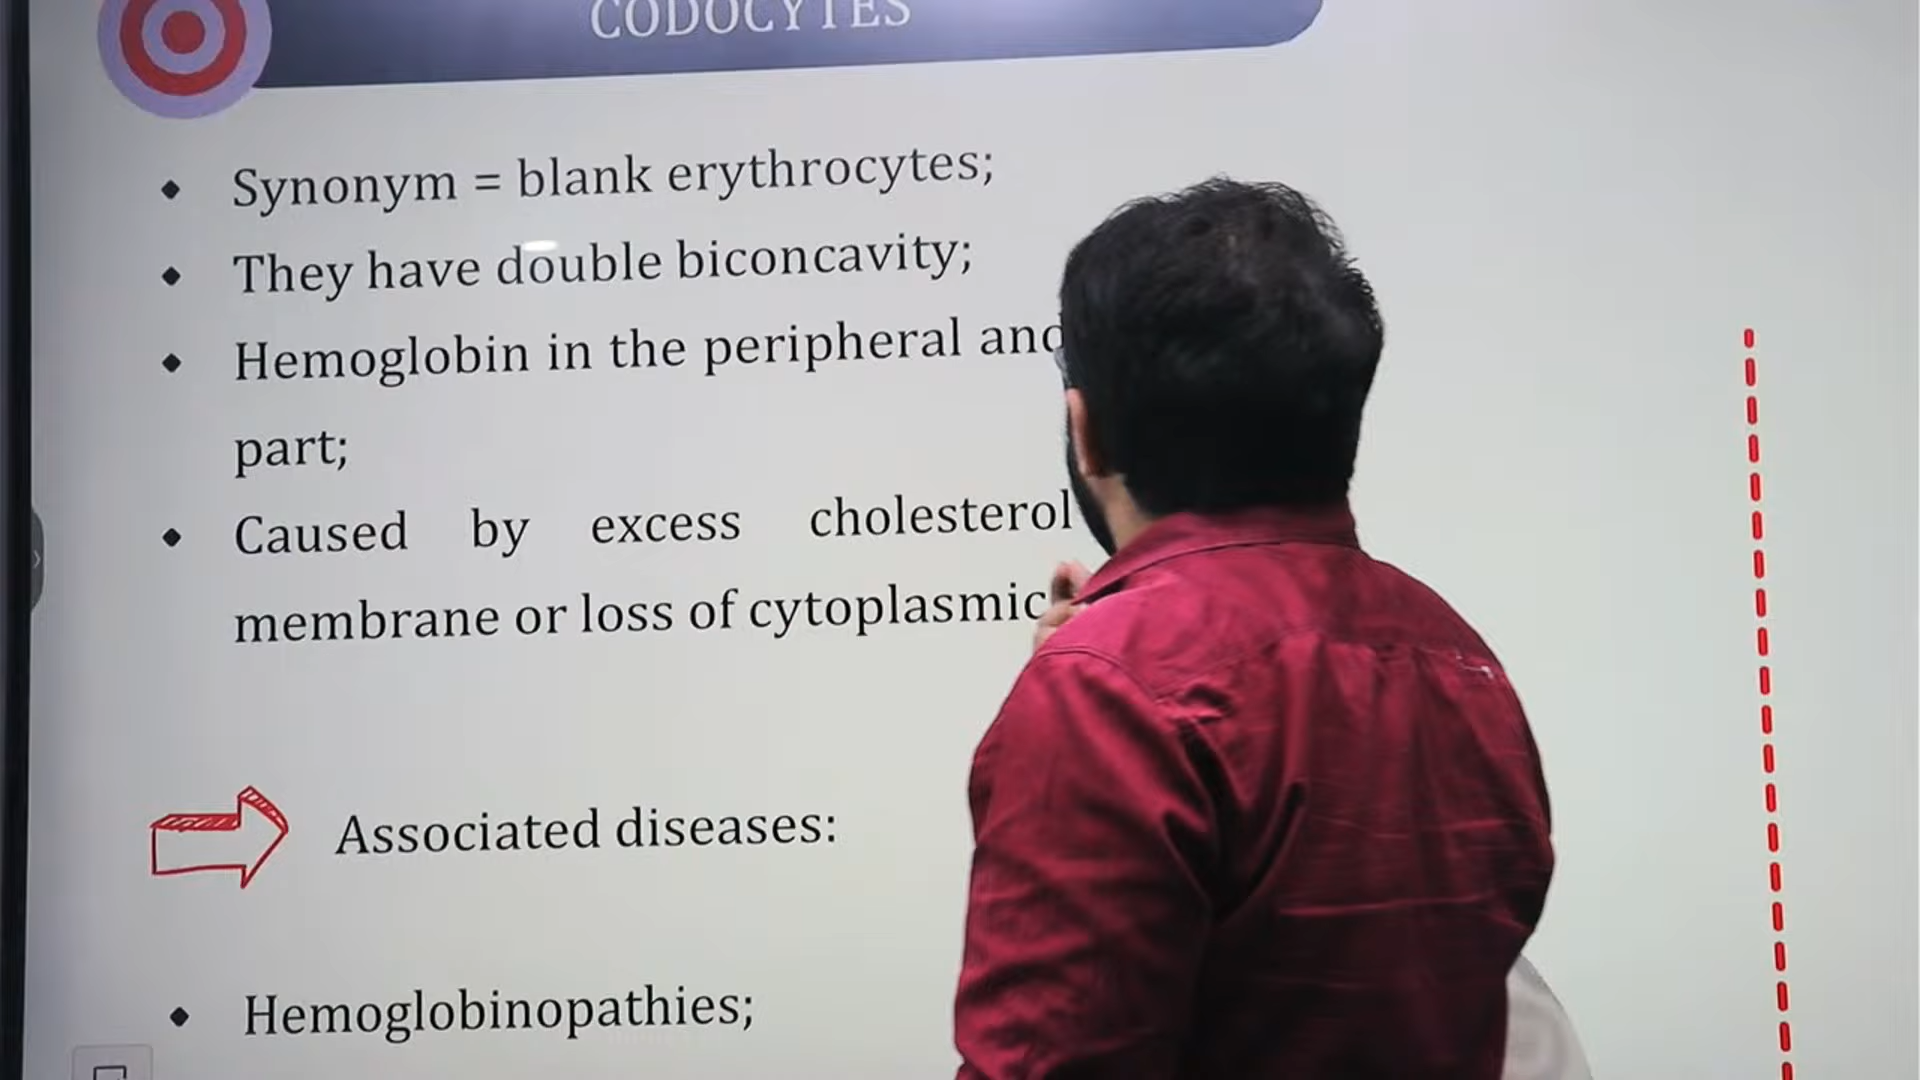 CODOCYTES
Synonym = blank erythrocytes;
They have double biconcavity;
Hemoglobin in the peripheral and
part;
Caused by excess cholesterol
membrane or loss of cytoplasmic
Associated diseases:
Hemoglobinopathies;